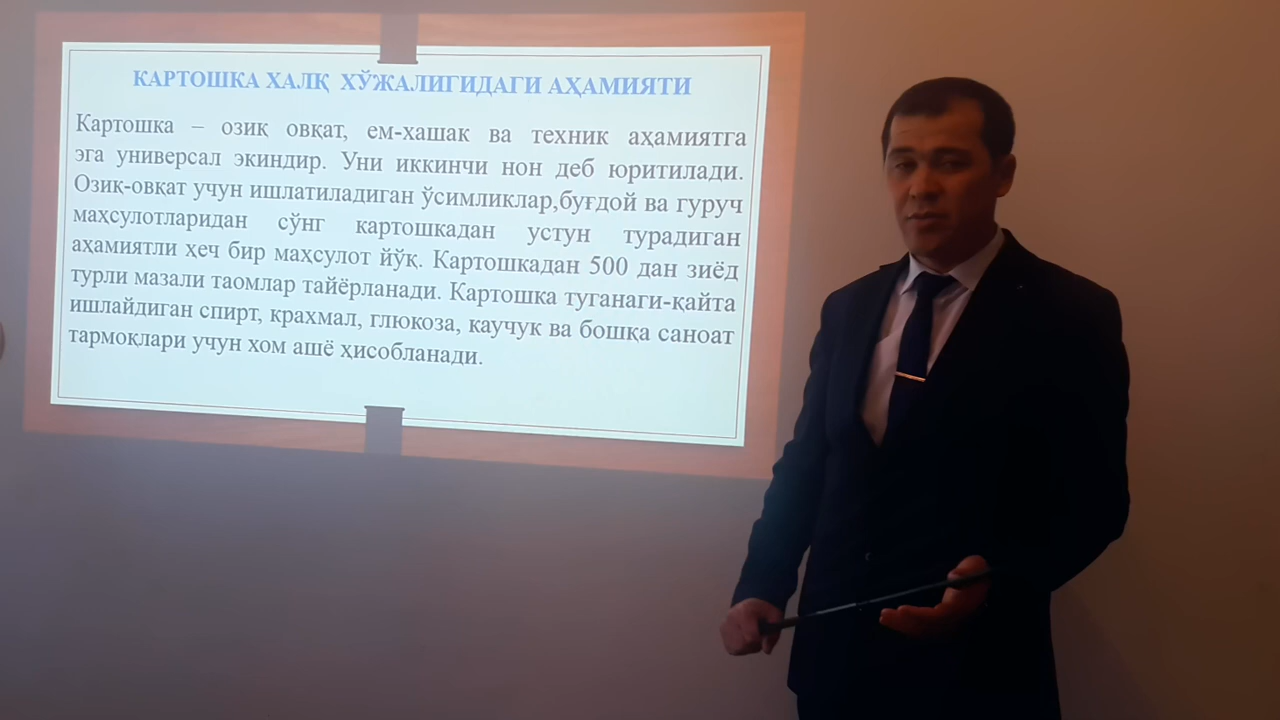 КАРТОШКА ХАЛҚ ХЎЖАЛИГИДАГИ АҲАМИЯТИ
Картошка – озиқ овқат, ем-хашак ва техник аҳамиятга
эга универсал экиндир. Уни иккинчи нон деб юритилади.
Озиқ-овқат учун ишлатиладиган ўсимликлар,буғдой ва гуруч
маҳсулотларидан сўнг картошкадан устун турадиган
аҳамиятли ҳеч бир маҳсулот йўқ. Картошкадан 500 дан зиёд
турли мазали таомлар тайёрланади. Картошка туганаги-қайта
ишлайдиган спирт, крахмал, глюкоза, каучук ва бошқа саноат
тармоқлари учун хом ашё ҳисобланади.